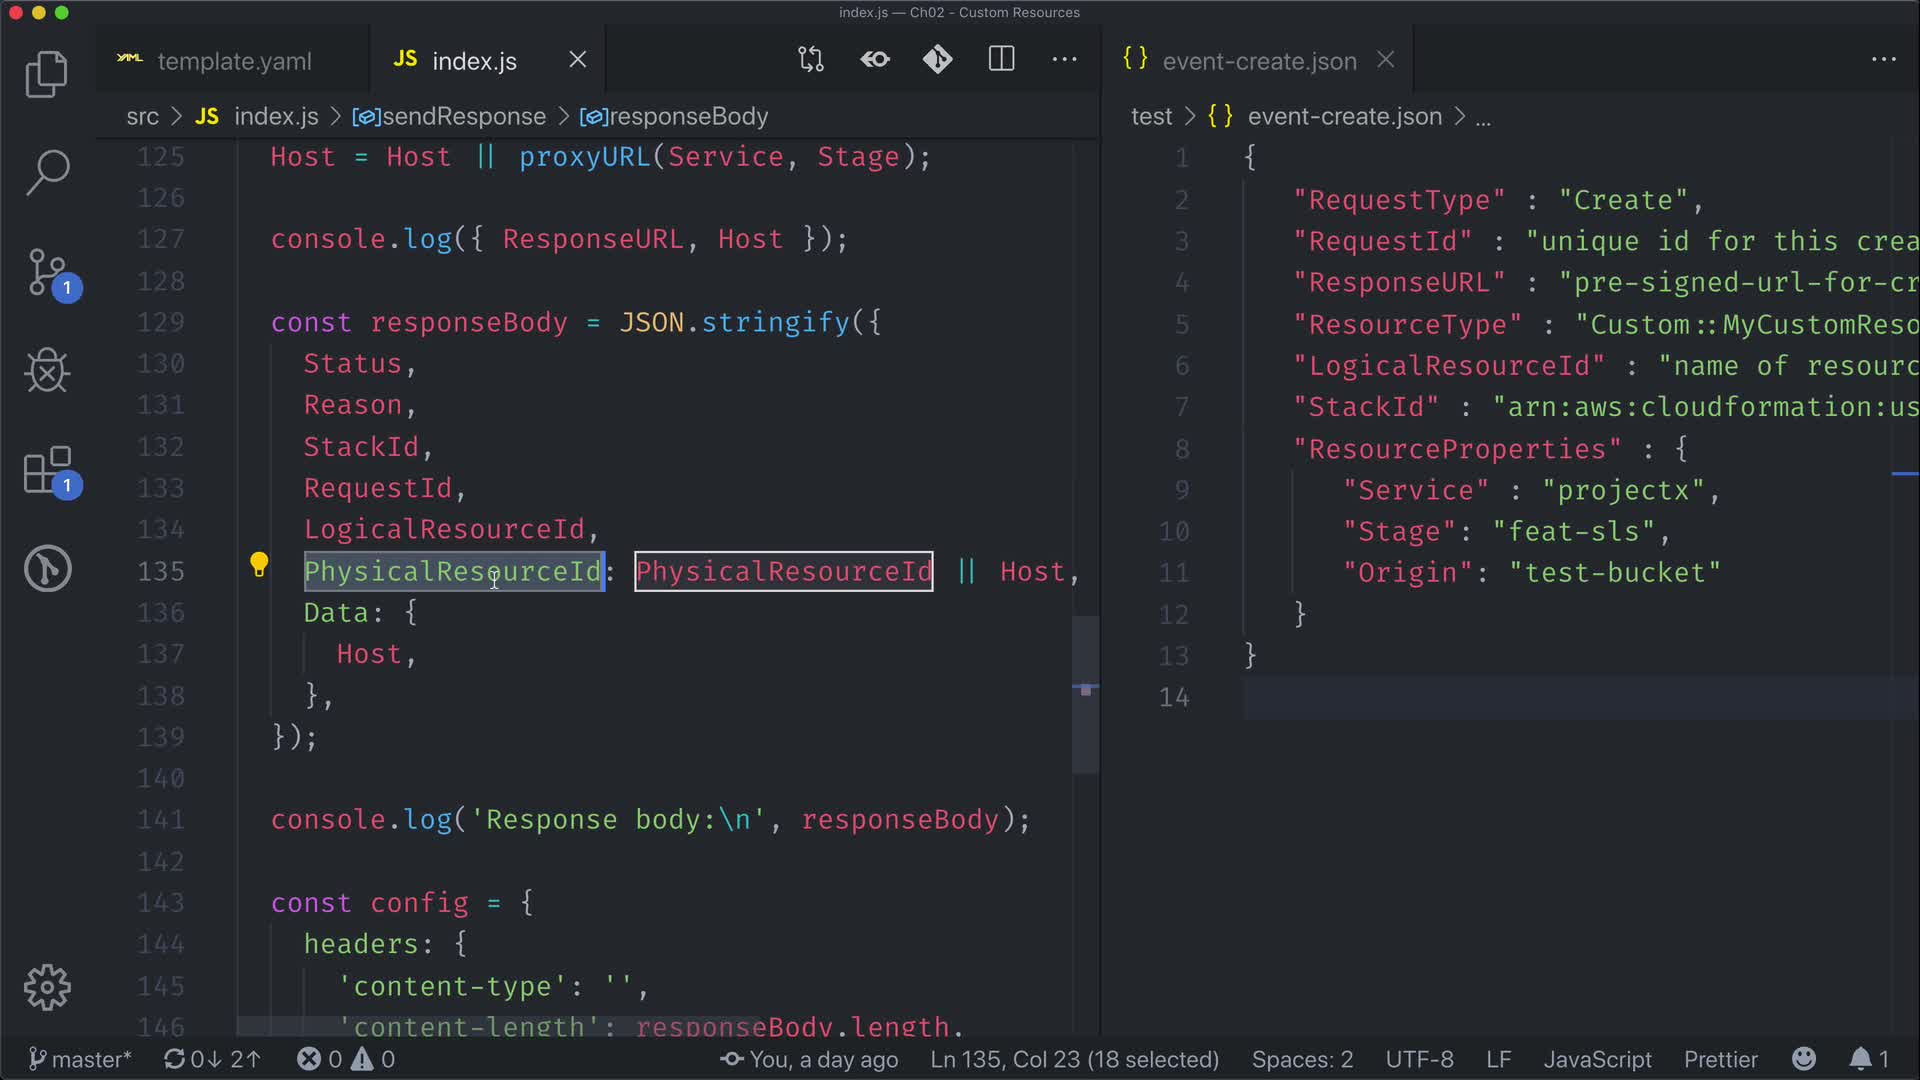 index.js — Ch02 - Custom Resources
YAML template.yaml
JS index.js
{} event-create.json
src > JS index.js > sendResponse > responseBody
test > {} event-create.json > ...
125 Host = Host || proxyURL(Service, Stage);
126
127 console.log({ ResponseURL, Host });
128
129 const responseBody = JSON.stringify({
130 Status,
131 Reason,
132 StackId,
133 RequestId,
134 LogicalResourceId,
135 PhysicalResourceId: PhysicalResourceId || Host,
136 Data: {
137 Host,
138 },
139 });
140
141 console.log('Response body:\n', responseBody);
142
143 const config = {
144 headers: {
145 'content-type': '',
146 'content-length': responseBody.length,
1 {
2 "RequestType" : "Create",
3 "RequestId" : "unique id for this crea
4 "ResponseURL" : "pre-signed-url-for-cr
5 "ResourceType" : "Custom::MyCustomReso
6 "LogicalResourceId" : "name of resourc
7 "StackId" : "arn:aws:cloudformation:us
8 "ResourceProperties" : {
9 "Service" : "projectx",
10 "Stage": "feat-sls",
11 "Origin": "test-bucket"
12 }
13 }
14
1
1
master* 0↓ 2↑ 0 0 You, a day ago Ln 135, Col 23 (18 selected) Spaces: 2 UTF-8 LF JavaScript Prettier 1